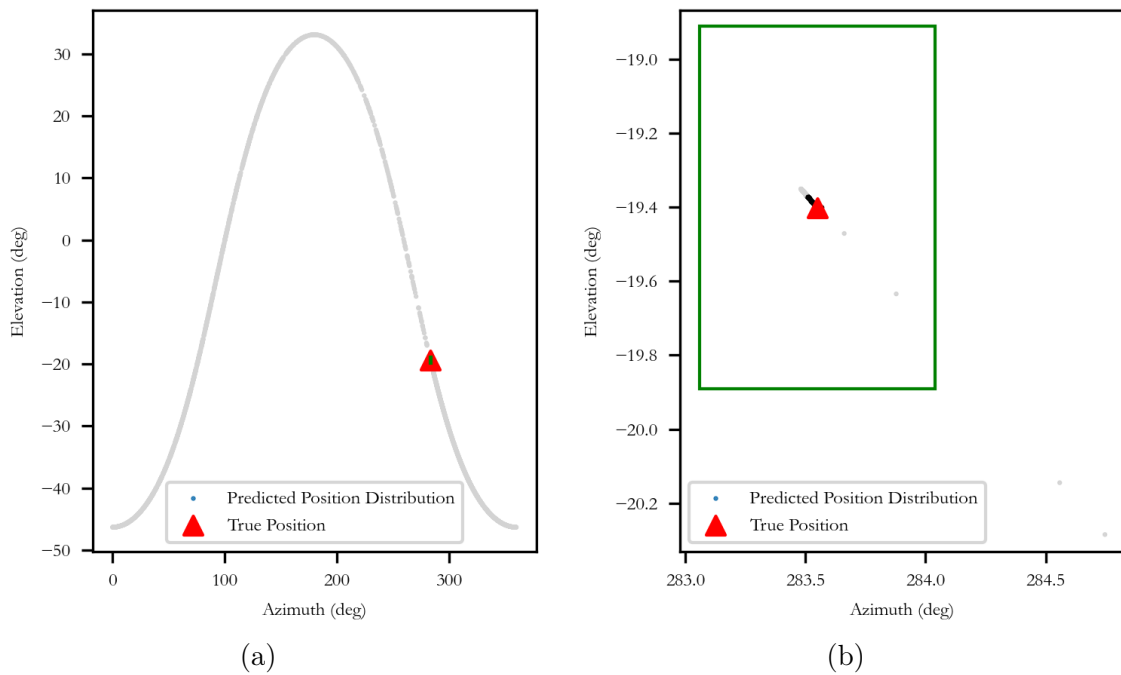 30
20
10
0
−10
−20
−30
−40
−50
Elevation (deg)
Predicted Position Distribution
True Position
0
100
200
300
Azimuth (deg)
(a)
−19.0
−19.2
−19.4
−19.6
−19.8
−20.0
−20.2
Elevation (deg)
Predicted Position Distribution
True Position
283.0
283.5
284.0
284.5
Azimuth (deg)
(b)